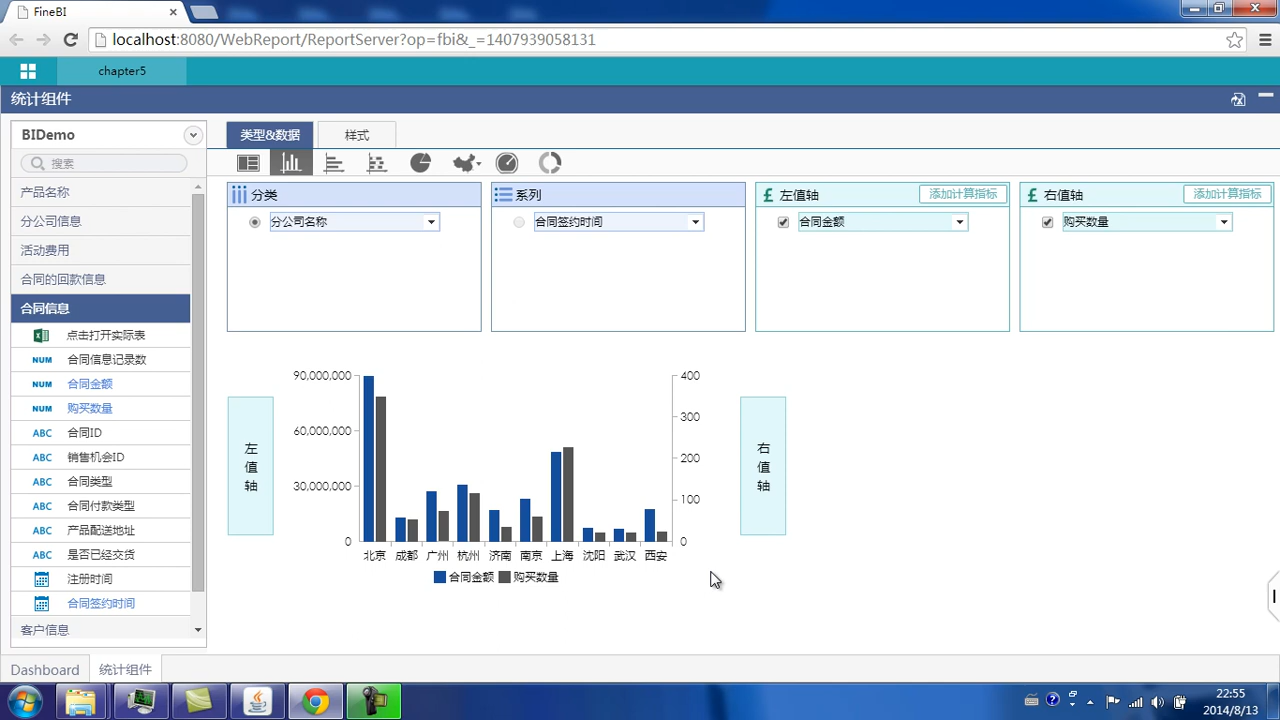 FineBI
localhost:8080/WebReport/ReportServer?op=fbi&_=1407939058131
chapter5
统计组件
BIDemo
搜索
产品名称
分公司信息
活动费用
合同的回款信息
合同信息
点击打开实际表
NUM 合同信息记录数
NUM 合同金额
NUM 购买数量
ABC 合同ID
ABC 销售机会ID
ABC 合同类型
ABC 合同付款类型
ABC 产品配送地址
ABC 是否已经交货
注册时间
合同签约时间
客户信息
类型&数据 样式
分类
分公司名称
系列
合同签约时间
左值轴 添加计算指标
合同金额
右值轴 添加计算指标
购买数量
左值轴
90,000,000
60,000,000
30,000,000
0
400
300
200
100
0
北京 成都 广州 杭州 济南 南京 上海 沈阳 武汉 西安
合同金额 购买数量
右值轴
Dashboard 统计组件
22:55
2014/8/13